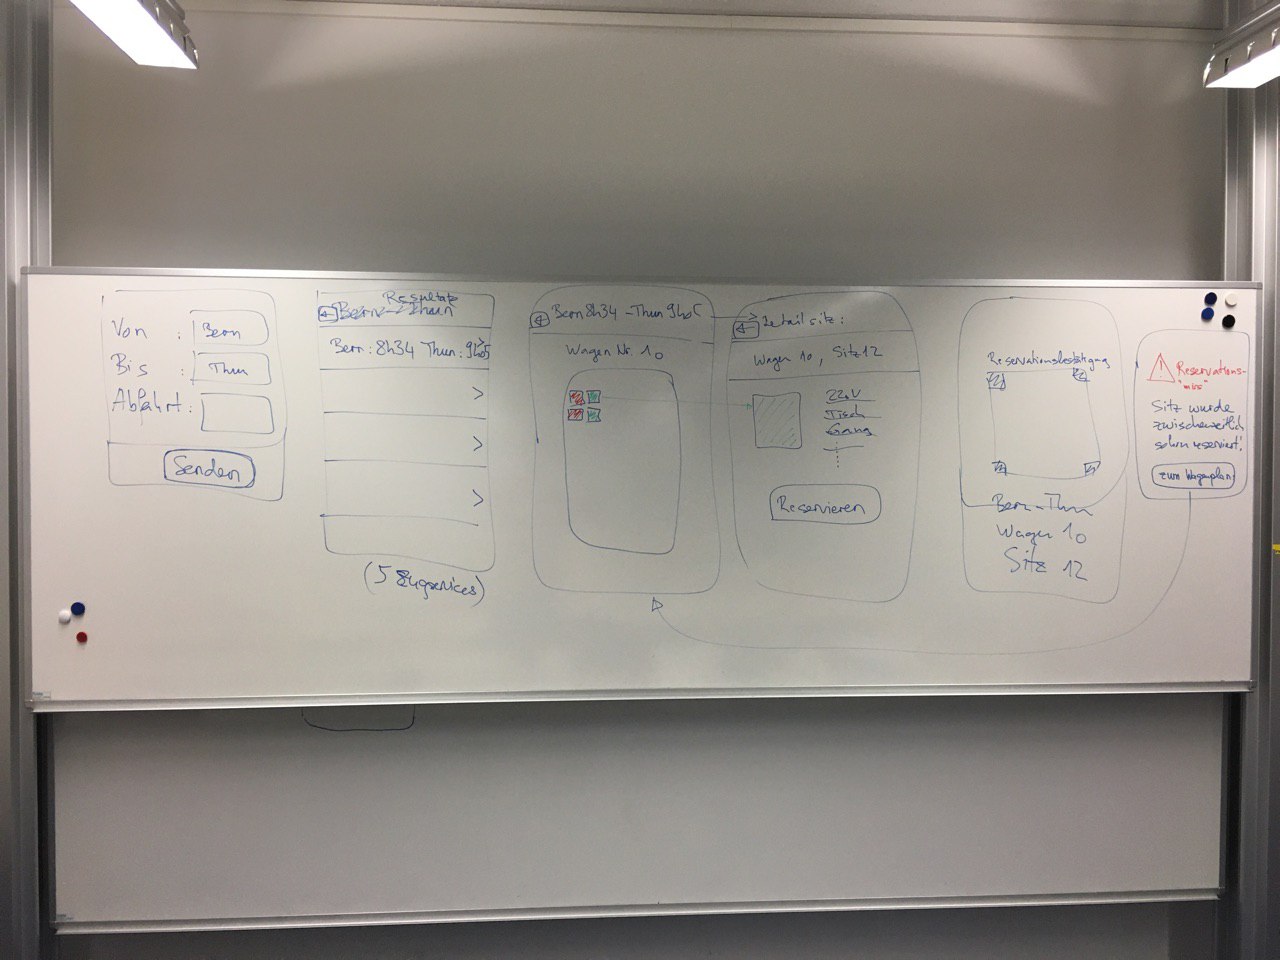 Von : Bern
Bis : Thun
Abfahrt:
Senden
Resultate
Bern - Thun
Bern: 8h34 Thun: 9h05
(5 Zugservices)
Bern 8h34 - Thun 9h05
Wagen Nr. 10
Detail sitz:
Wagen 10, Sitz 12
220V
Tisch
Gang
Reservieren
Reservationsbestätigung
Bern - Thun
Wagen 10
Sitz 12
Reservations-
Sitz wurde
zwischenzeitlich
schon reserviert!
zum Wagenplan